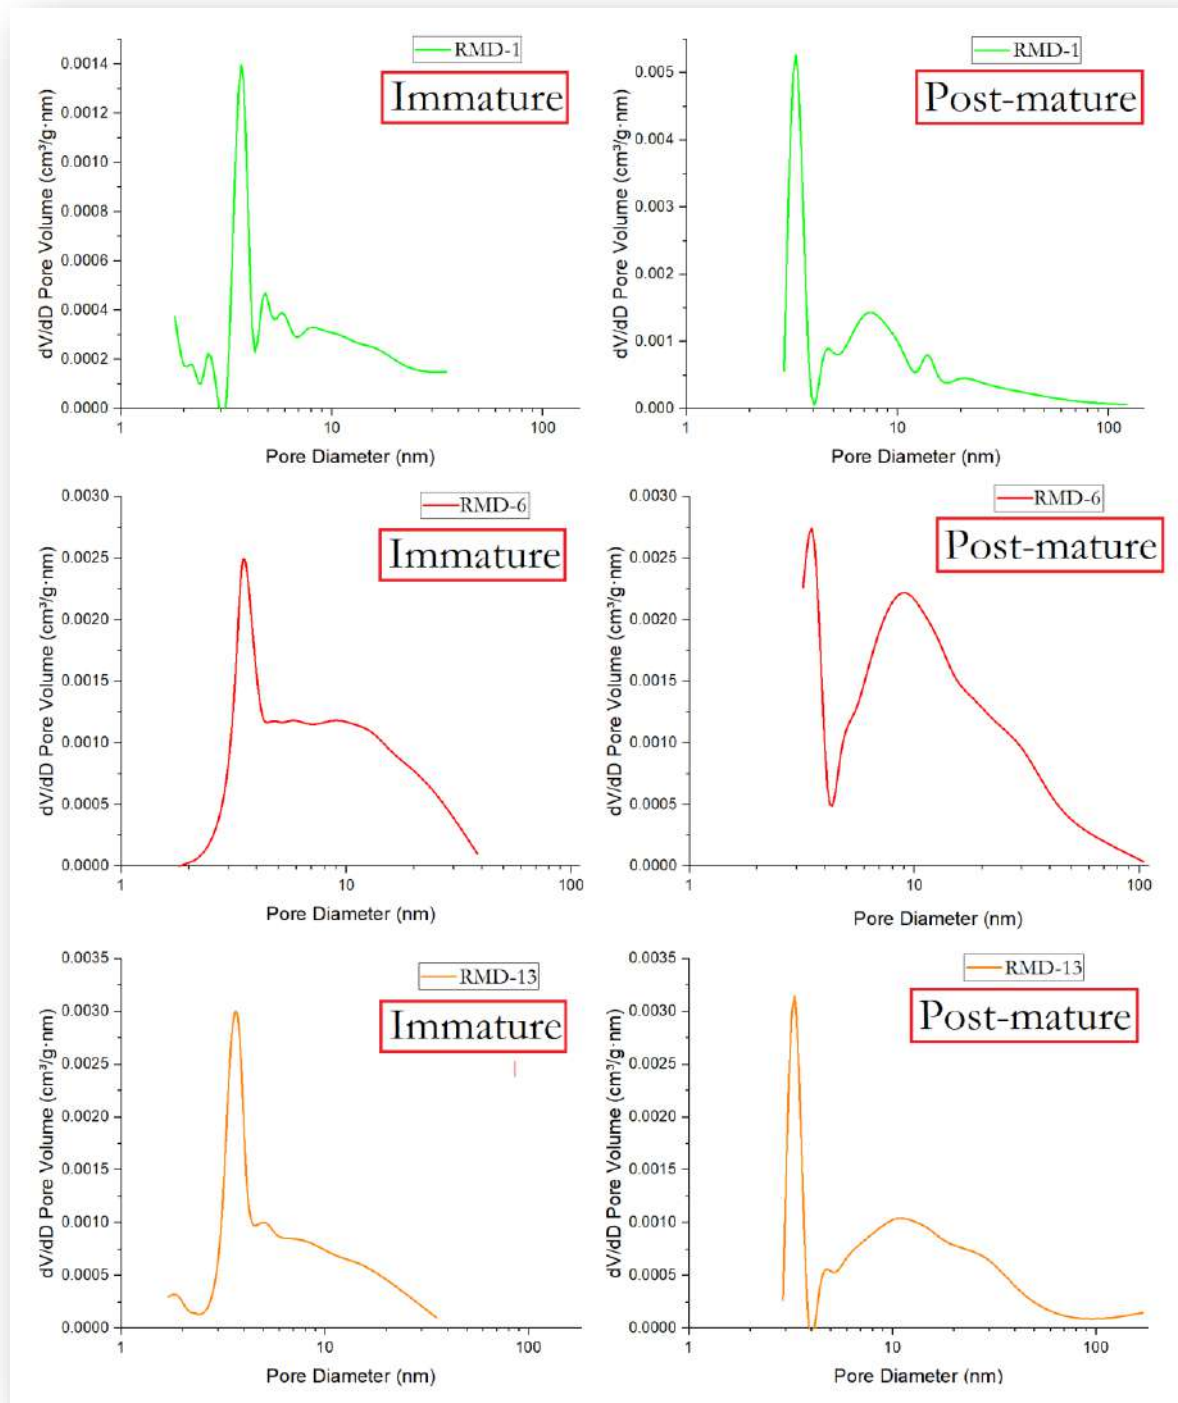 RMD-1
Immature
0.0014
0.0012
0.0010
0.0008
0.0006
0.0004
0.0002
0.0000
dV/dD Pore Volume (cm³/g·nm)
1 10 100
Pore Diameter (nm)
RMD-1
Post-mature
0.005
0.004
0.003
0.002
0.001
0.000
dV/dD Pore Volume (cm³/g·nm)
1 10 100
Pore Diameter (nm)
RMD-6
Immature
0.0030
0.0025
0.0020
0.0015
0.0010
0.0005
0.0000
dV/dD Pore Volume (cm³/g·nm)
1 10 100
Pore Diameter (nm)
RMD-6
Post-mature
0.0030
0.0025
0.0020
0.0015
0.0010
0.0005
0.0000
dV/dD Pore Volume (cm³/g·nm)
1 10 100
Pore Diameter (nm)
RMD-13
Immature
0.0035
0.0030
0.0025
0.0020
0.0015
0.0010
0.0005
0.0000
dV/dD Pore Volume (cm³/g·nm)
1 10 100
Pore Diameter (nm)
RMD-13
Post-mature
0.0035
0.0030
0.0025
0.0020
0.0015
0.0010
0.0005
0.0000
dV/dD Pore Volume (cm³/g·nm)
1 10 100
Pore Diameter (nm)